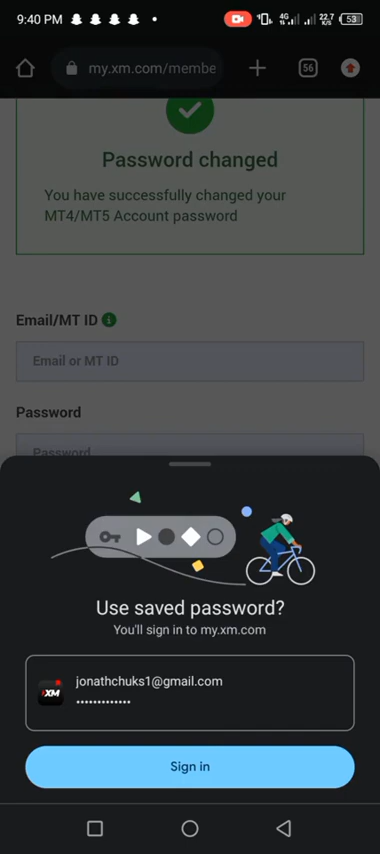 9:40 PM
4G
22.7
K/s
53
my.xm.com/membe
56
Password changed
You have successfully changed your
MT4/MT5 Account password
Email/MT ID
Email or MT ID
Password
Password
Use saved password?
You'll sign in to my.xm.com
XM
jonathchuks1@gmail.com
•••••••••••••
Sign in